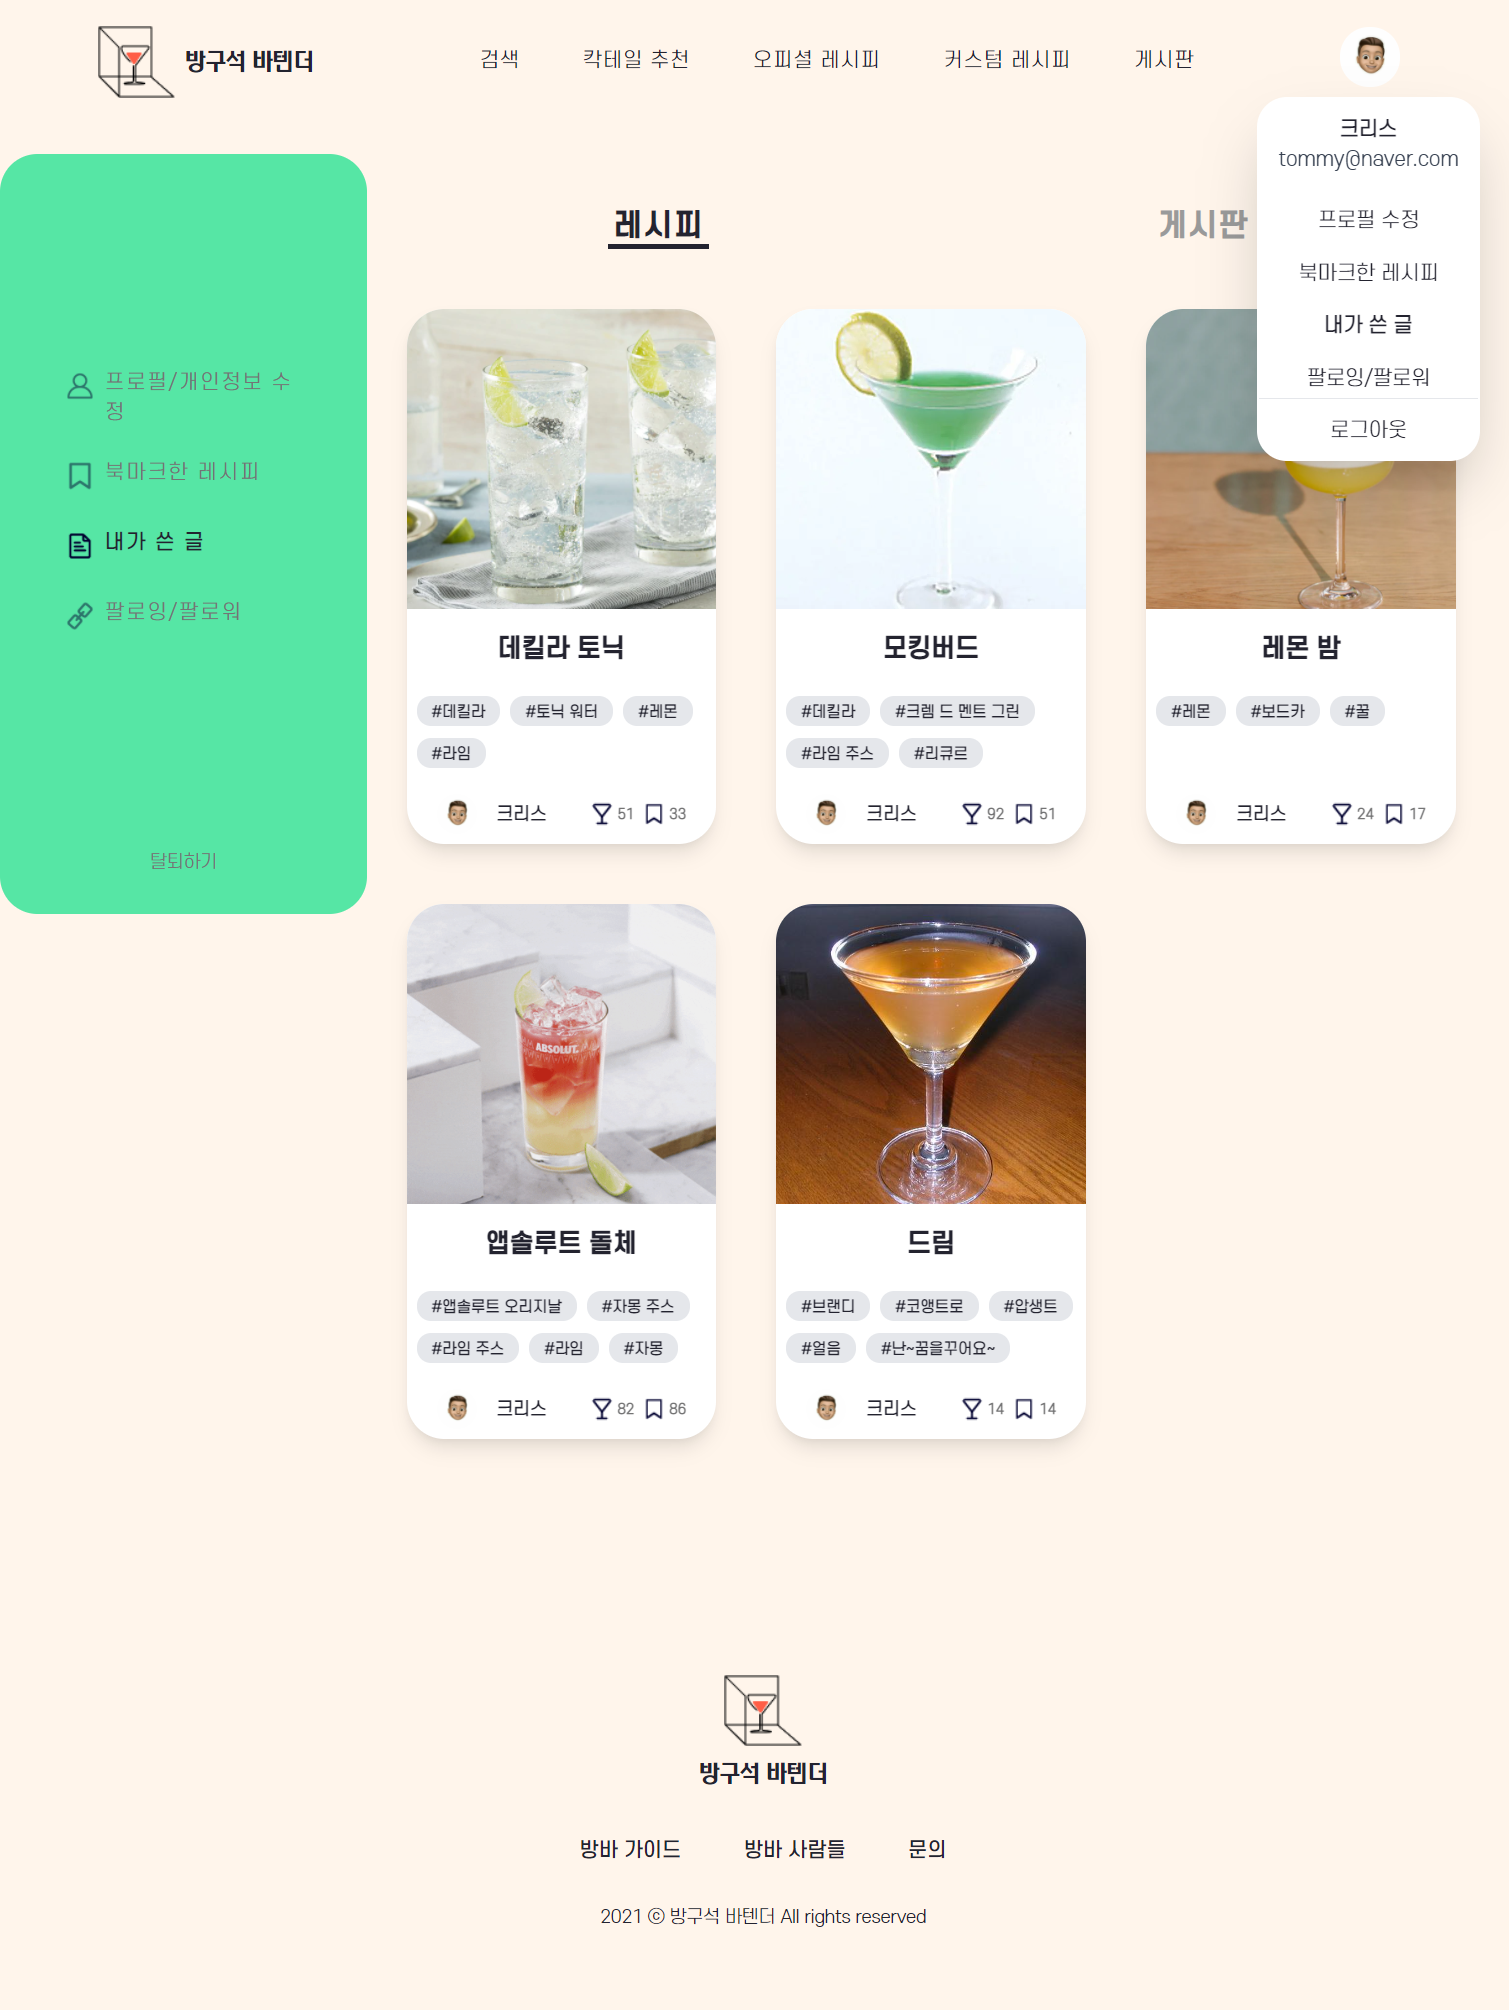 방구석 바텐더
검색
칵테일 추천
오피셜 레시피
커스텀 레시피
게시판
크리스
tommy@naver.com
프로필 수정
북마크한 레시피
내가 쓴 글
팔로잉/팔로워
로그아웃
프로필/개인정보 수
정
북마크한 레시피
내가 쓴 글
팔로잉/팔로워
탈퇴하기
레시피
게시판
데킬라 토닉
#데킬라 #토닉 워터 #레몬
#라임
크리스 51 33
모킹버드
#데킬라 #크렘 드 멘트 그린
#라임 주스 #리큐르
크리스 92 51
레몬 밤
#레몬 #보드카 #꿀
크리스 24 17
ABSOLUT.
앱솔루트 돌체
#앱솔루트 오리지날 #자몽 주스
#라임 주스 #라임 #자몽
크리스 82 86
드림
#브랜디 #코앵트로 #압생트
#얼음 #난~꿈을꾸어요~
크리스 14 14
방구석 바텐더
방바 가이드 방바 사람들 문의
2021 ⓒ 방구석 바텐더 All rights reserved